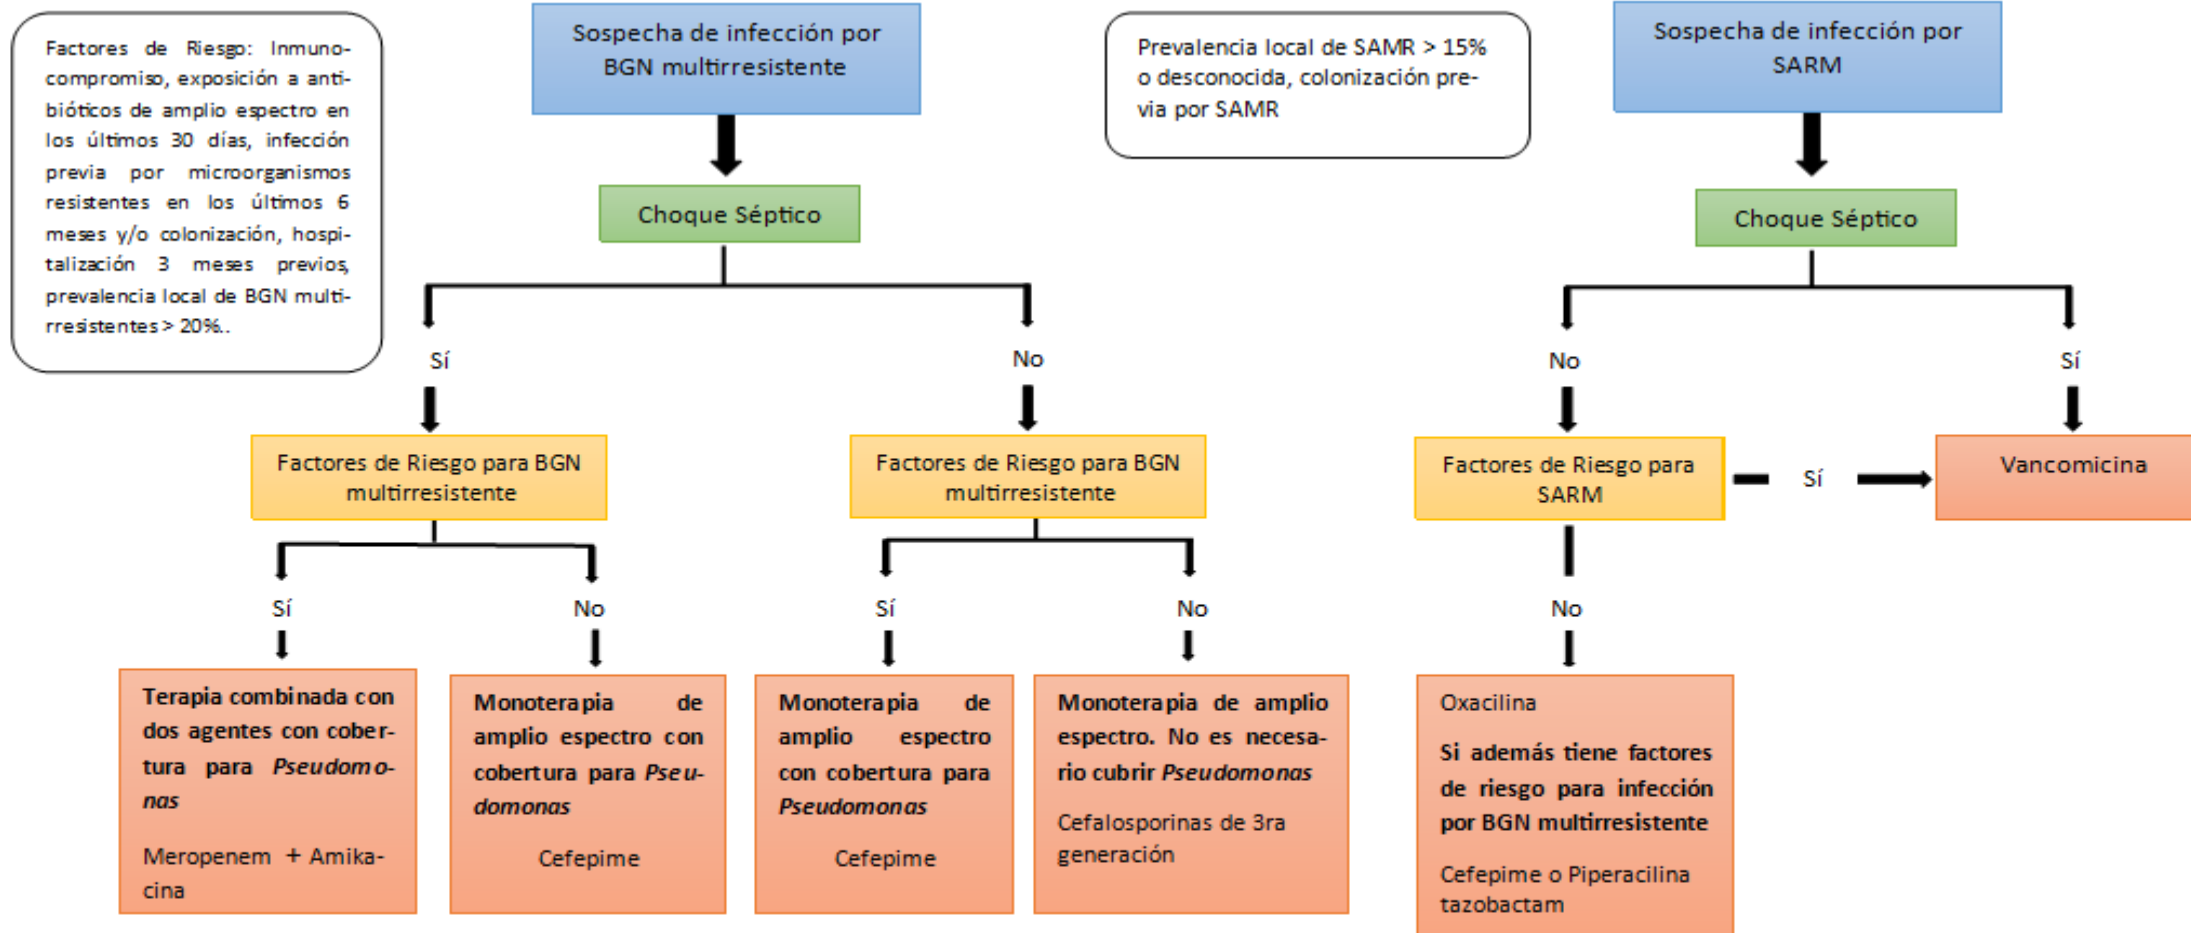 Factores de Riesgo: Inmuno-
compromiso, exposición a anti-
bióticos de amplio espectro en
los últimos 30 días, infección
previa por microorganismos
resistentes en los últimos 6
meses y/o colonización, hospi-
talización 3 meses previos,
prevalencia local de BGN multi-
rresistentes > 20%..
Sospecha de infección por
BGN multirresistente
Choque Séptico
Sí
No
Factores de Riesgo para BGN
multirresistente
Factores de Riesgo para BGN
multirresistente
Sí
No
Sí
No
Terapia combinada con
dos agentes con cober-
tura para Pseudomo-
nas
Meropenem + Amika-
cina
Monoterapia de
amplio espectro con
cobertura para Pseu-
domonas
Cefepime
Monoterapia de
amplio espectro
con cobertura para
Pseudomonas
Cefepime
Monoterapia de amplio
espectro. No es necesa-
rio cubrir Pseudomonas
Cefalosporinas de 3ra
generación
Prevalencia local de SAMR > 15%
o desconocida, colonización pre-
via por SAMR
Sospecha de infección por
SARM
Choque Séptico
No
Sí
Factores de Riesgo para
SARM
Sí
Vancomicina
No
Oxacilina
Si además tiene factores
de riesgo para infección
por BGN multirresistente
Cefepime o Piperacilina
tazobactam